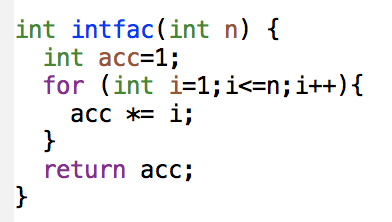 int intfac(int n) {
  int acc=1;
  for (int i=1;i<=n;i++){
    acc *= i;
  }
  return acc;
}